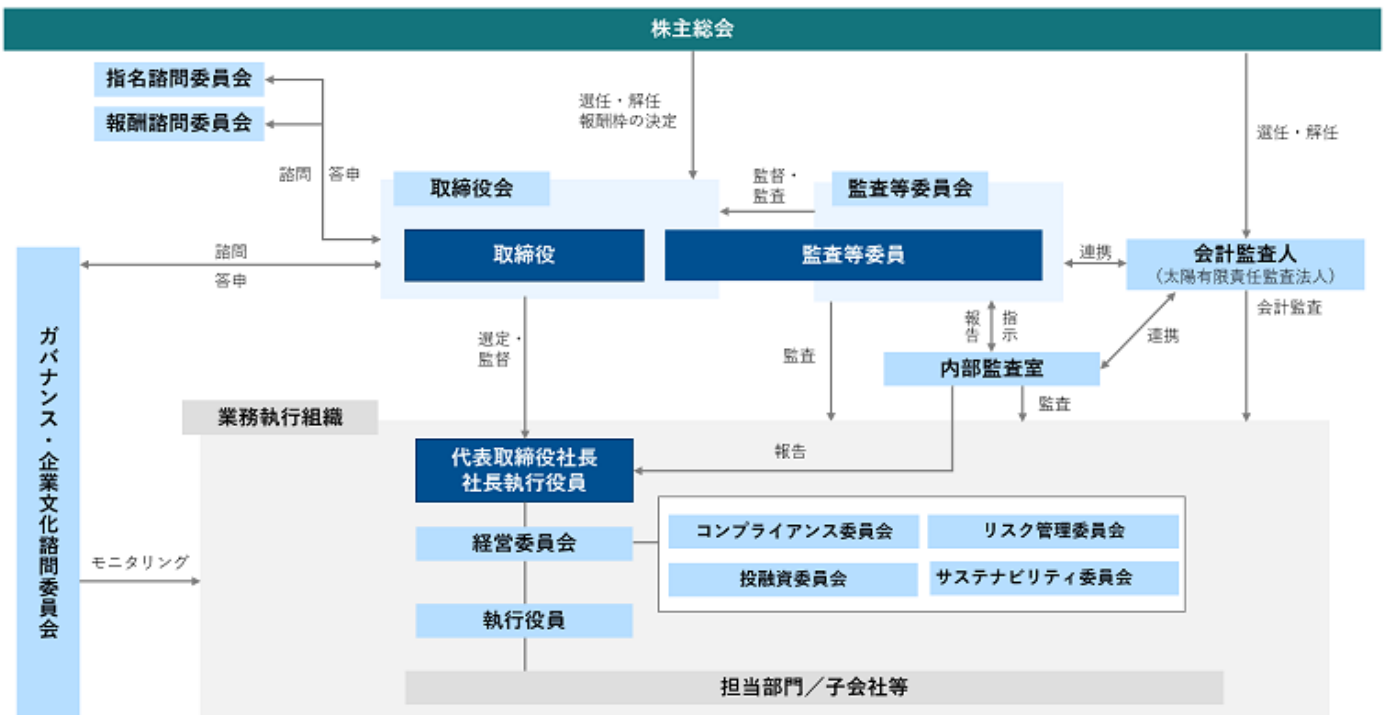 株主総会
指名諮問委員会
報酬諮問委員会
選任・解任
報酬枠の決定
選任・解任
諮問
答申
取締役会
監督・
監査
監査等委員会
取締役
監査等委員
連携
会計監査人
（太陽有限責任監査法人）
諮問
答申
選定・
監督
監査
報告
指示
連携
会計監査
内部監査室
監査
業務執行組織
ガバナンス・企業文化諮問委員会
代表取締役社長
社長執行役員
報告
経営委員会
コンプライアンス委員会
リスク管理委員会
投融資委員会
サステナビリティ委員会
モニタリング
執行役員
担当部門／子会社等